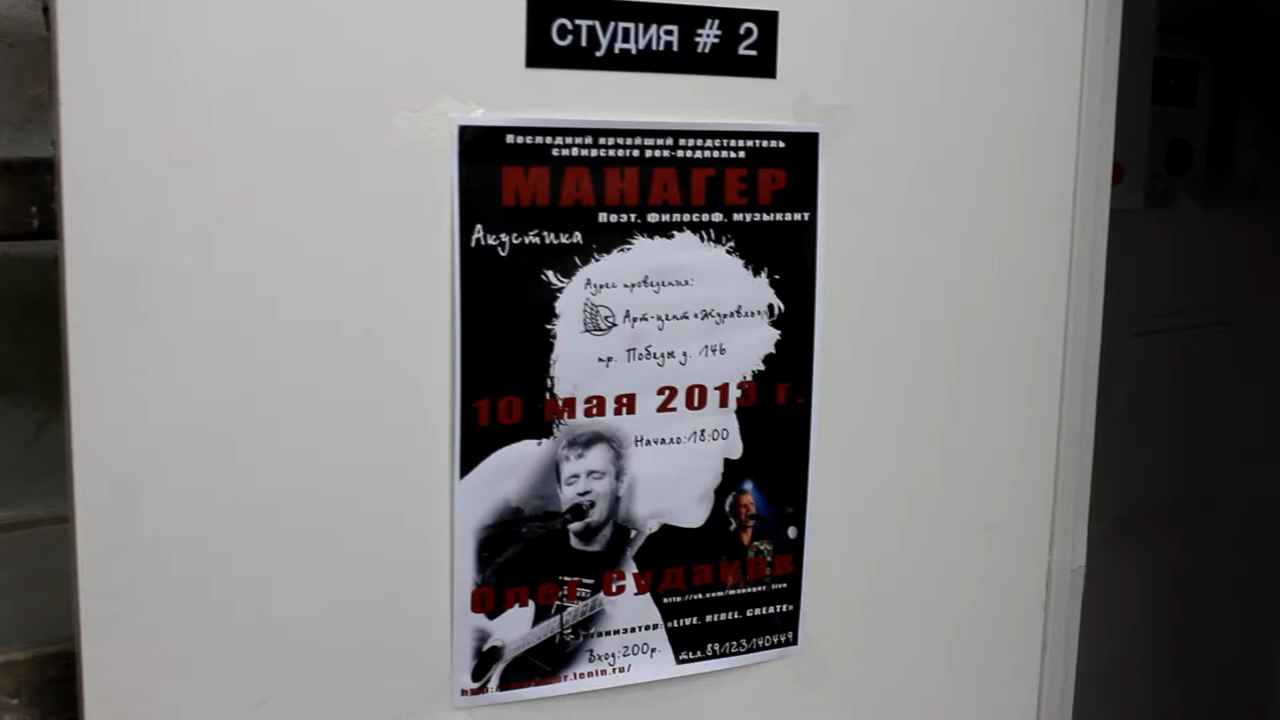 СТУДИЯ # 2
Последний ярчайший представитель
сибирского рок-подполья
МАНАГЕР
Поэт, философ, музыкант
Акустика
Адрес проведения:
Арт-центр «Журавль»
пр. Победы д. 146
10 мая 2013 г.
Начало: 18:00
Олег Судаков
http://vk.com/manager_live
организатор: «LIVE. REBEL. CREATE»
Вход: 200р.
тел. 89123140449